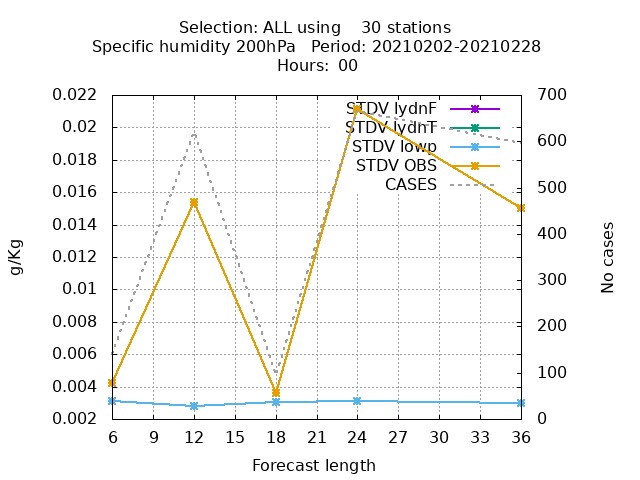 Selection: ALL using    30 stations
Specific humidity 200hPa   Period: 20210202-20210228
Hours: 00
0.022
0.02
0.018
0.016
0.014
0.012
0.01
0.008
0.006
0.004
0.002
g/Kg
STDV lydnF
STDV lydnT
STDV lowp
STDV OBS
CASES
700
600
500
400
300
200
100
0
No cases
6 9 12 15 18 21 24 27 30 33 36
Forecast length